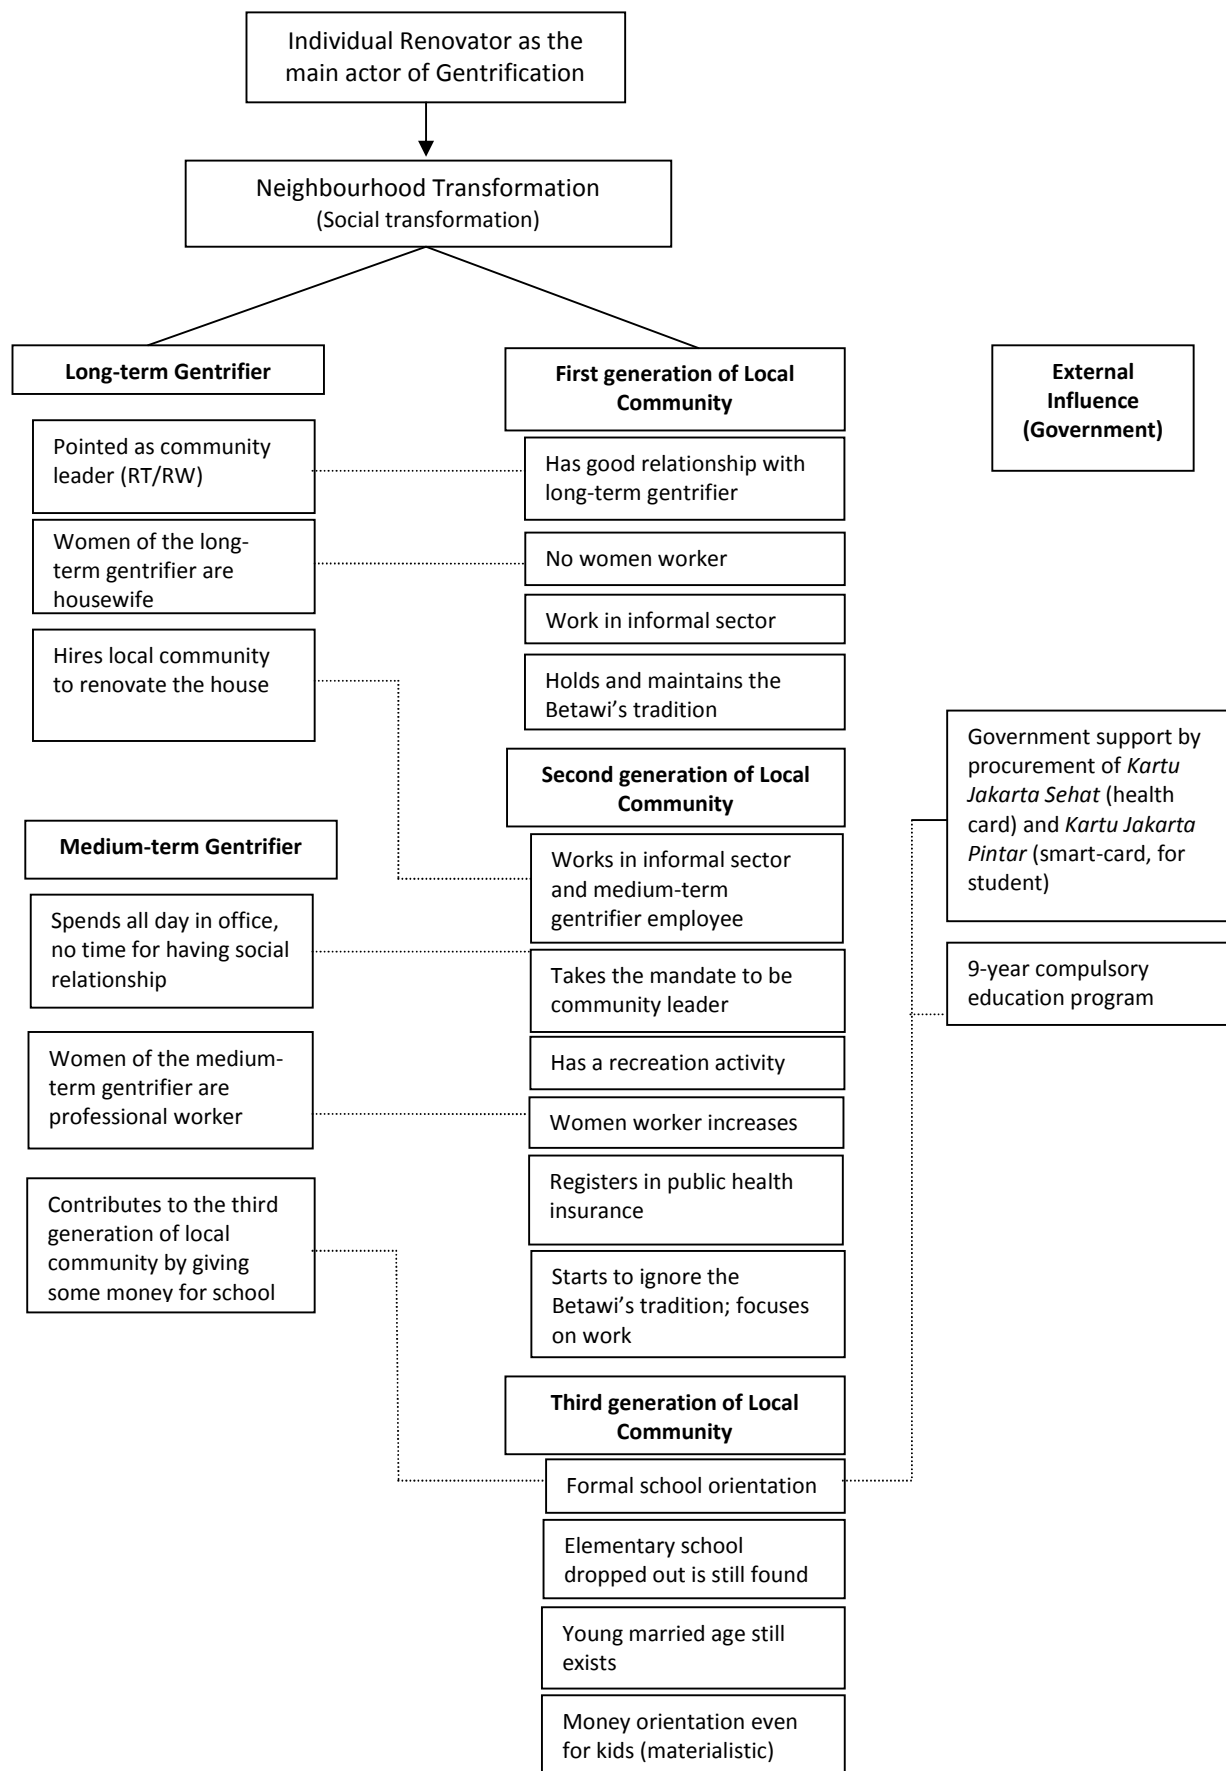 Individual Renovator as the
main actor of Gentrification
Neighbourhood Transformation
(Social transformation)
Long-term Gentrifier
Pointed as community
leader (RT/RW)
Women of the long-
term gentrifier are
housewife
Hires local community
to renovate the house
Medium-term Gentrifier
Spends all day in office,
no time for having social
relationship
Women of the medium-
term gentrifier are
professional worker
Contributes to the third
generation of local
community by giving
some money for school
First generation of Local
Community
Has good relationship with
long-term gentrifier
No women worker
Work in informal sector
Holds and maintains the
Betawi’s tradition
Second generation of Local
Community
Works in informal sector
and medium-term
gentrifier employee
Takes the mandate to be
community leader
Has a recreation activity
Women worker increases
Registers in public health
insurance
Starts to ignore the
Betawi’s tradition; focuses
on work
Third generation of Local
Community
Formal school orientation
Elementary school
dropped out is still found
Young married age still
exists
Money orientation even
for kids (materialistic)
External
Influence
(Government)
Government support by
procurement of Kartu
Jakarta Sehat (health
card) and Kartu Jakarta
Pintar (smart-card, for
student)
9-year compulsory
education program